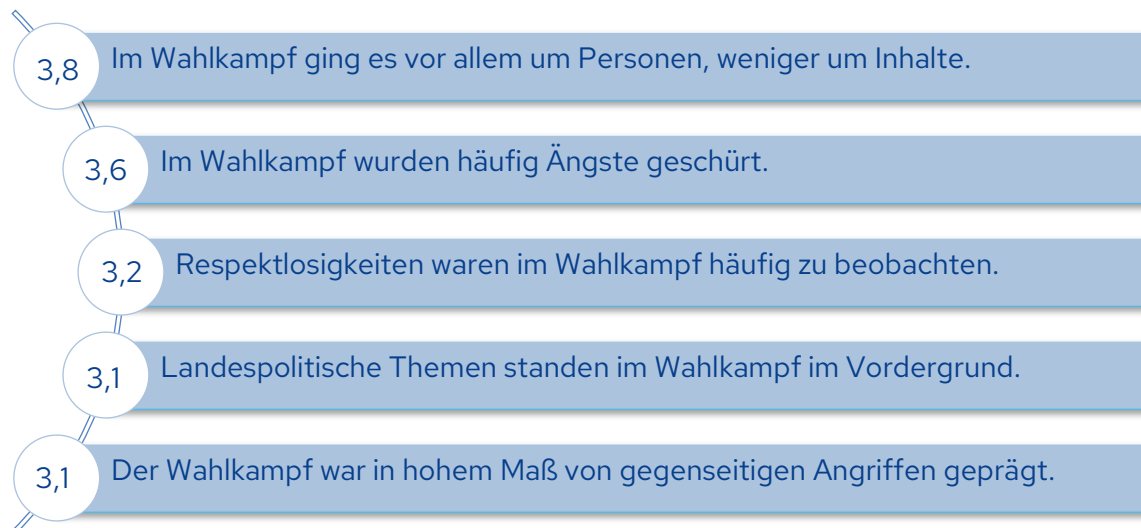 3,8 Im Wahlkampf ging es vor allem um Personen, weniger um Inhalte.
3,6 Im Wahlkampf wurden häufig Ängste geschürt.
3,2 Respektlosigkeiten waren im Wahlkampf häufig zu beobachten.
3,1 Landespolitische Themen standen im Wahlkampf im Vordergrund.
3,1 Der Wahlkampf war in hohem Maß von gegenseitigen Angriffen geprägt.